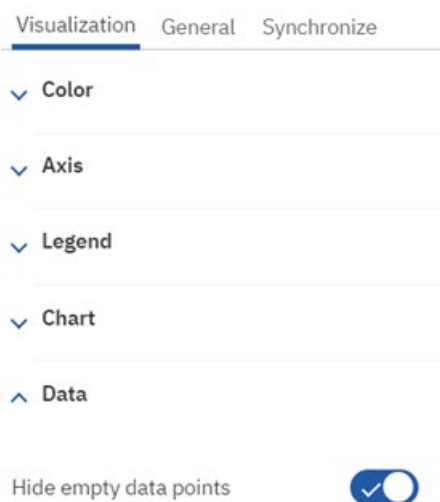 Visualization General Synchronize
Color
Axis
Legend
Chart
Data
Hide empty data points